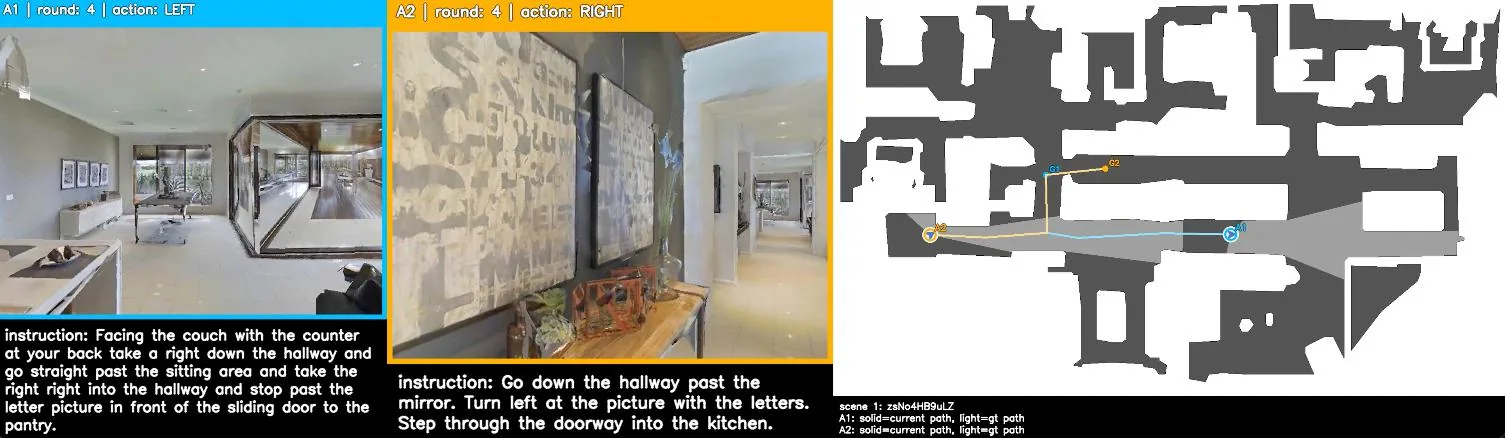 A1 | round: 4 | action: LEFT
instruction: Facing the couch with the counter
at your back take a right down the hallway and
go straight past the sitting area and take the
right right into the hallway and stop past the
letter picture in front of the sliding door to the
pantry.
A2 | round: 4 | action: RIGHT
instruction: Go down the hallway past the
mirror. Turn left at the picture with the letters.
Step through the doorway into the kitchen.
G1
G2
A2
A1
scene 1: zsNo4HB9uLZ
A1: solid=current path, light=gt path
A2: solid=current path, light=gt path